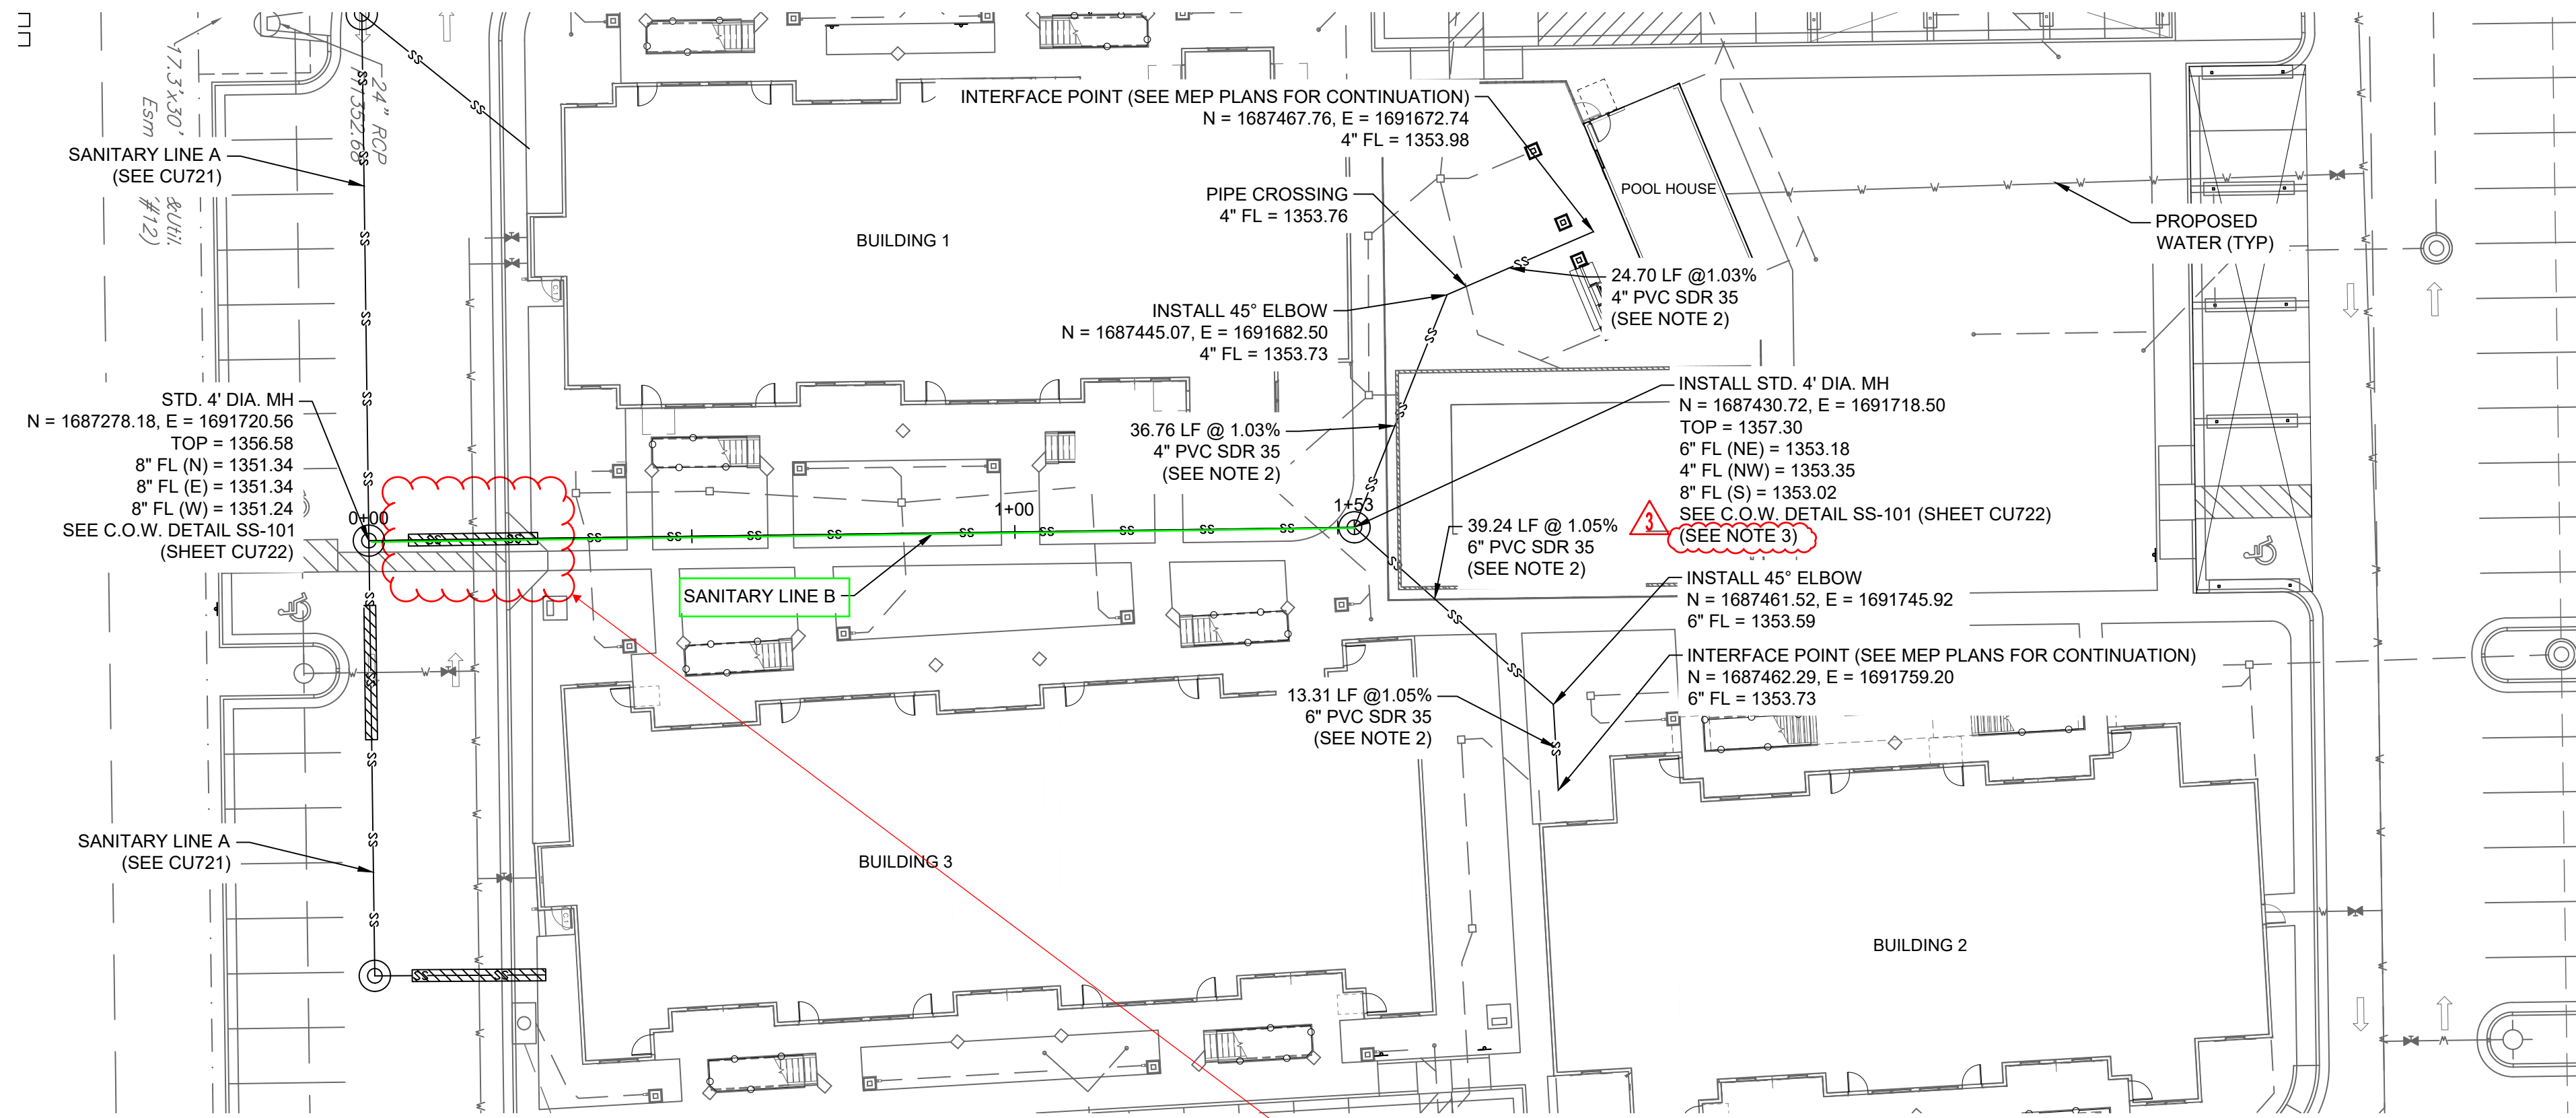 24" RCP
FL 1352.68
17.3'x30' &Util.
Esm (#12)
SANITARY LINE A
(SEE CU721)
INTERFACE POINT (SEE MEP PLANS FOR CONTINUATION)
N = 1687467.76, E = 1691672.74
4" FL = 1353.98
PIPE CROSSING
4" FL = 1353.76
POOL HOUSE
PROPOSED
WATER (TYP)
BUILDING 1
24.70 LF @1.03%
4" PVC SDR 35
(SEE NOTE 2)
INSTALL 45° ELBOW
N = 1687445.07, E = 1691682.50
4" FL = 1353.73
STD. 4' DIA. MH
N = 1687278.18, E = 1691720.56
TOP = 1356.58
8" FL (N) = 1351.34
8" FL (E) = 1351.34
8" FL (W) = 1351.24
SEE C.O.W. DETAIL SS-101
(SHEET CU722)
36.76 LF @ 1.03%
4" PVC SDR 35
(SEE NOTE 2)
INSTALL STD. 4' DIA. MH
N = 1687430.72, E = 1691718.50
TOP = 1357.30
6" FL (NE) = 1353.18
4" FL (NW) = 1353.35
8" FL (S) = 1353.02
SEE C.O.W. DETAIL SS-101 (SHEET CU722)
(SEE NOTE 3)
3
0+00
1+00
1+53
39.24 LF @ 1.05%
6" PVC SDR 35
(SEE NOTE 2)
SANITARY LINE B
INSTALL 45° ELBOW
N = 1687461.52, E = 1691745.92
6" FL = 1353.59
INTERFACE POINT (SEE MEP PLANS FOR CONTINUATION)
N = 1687462.29, E = 1691759.20
6" FL = 1353.73
13.31 LF @1.05%
6" PVC SDR 35
(SEE NOTE 2)
SANITARY LINE A
(SEE CU721)
BUILDING 3
BUILDING 2